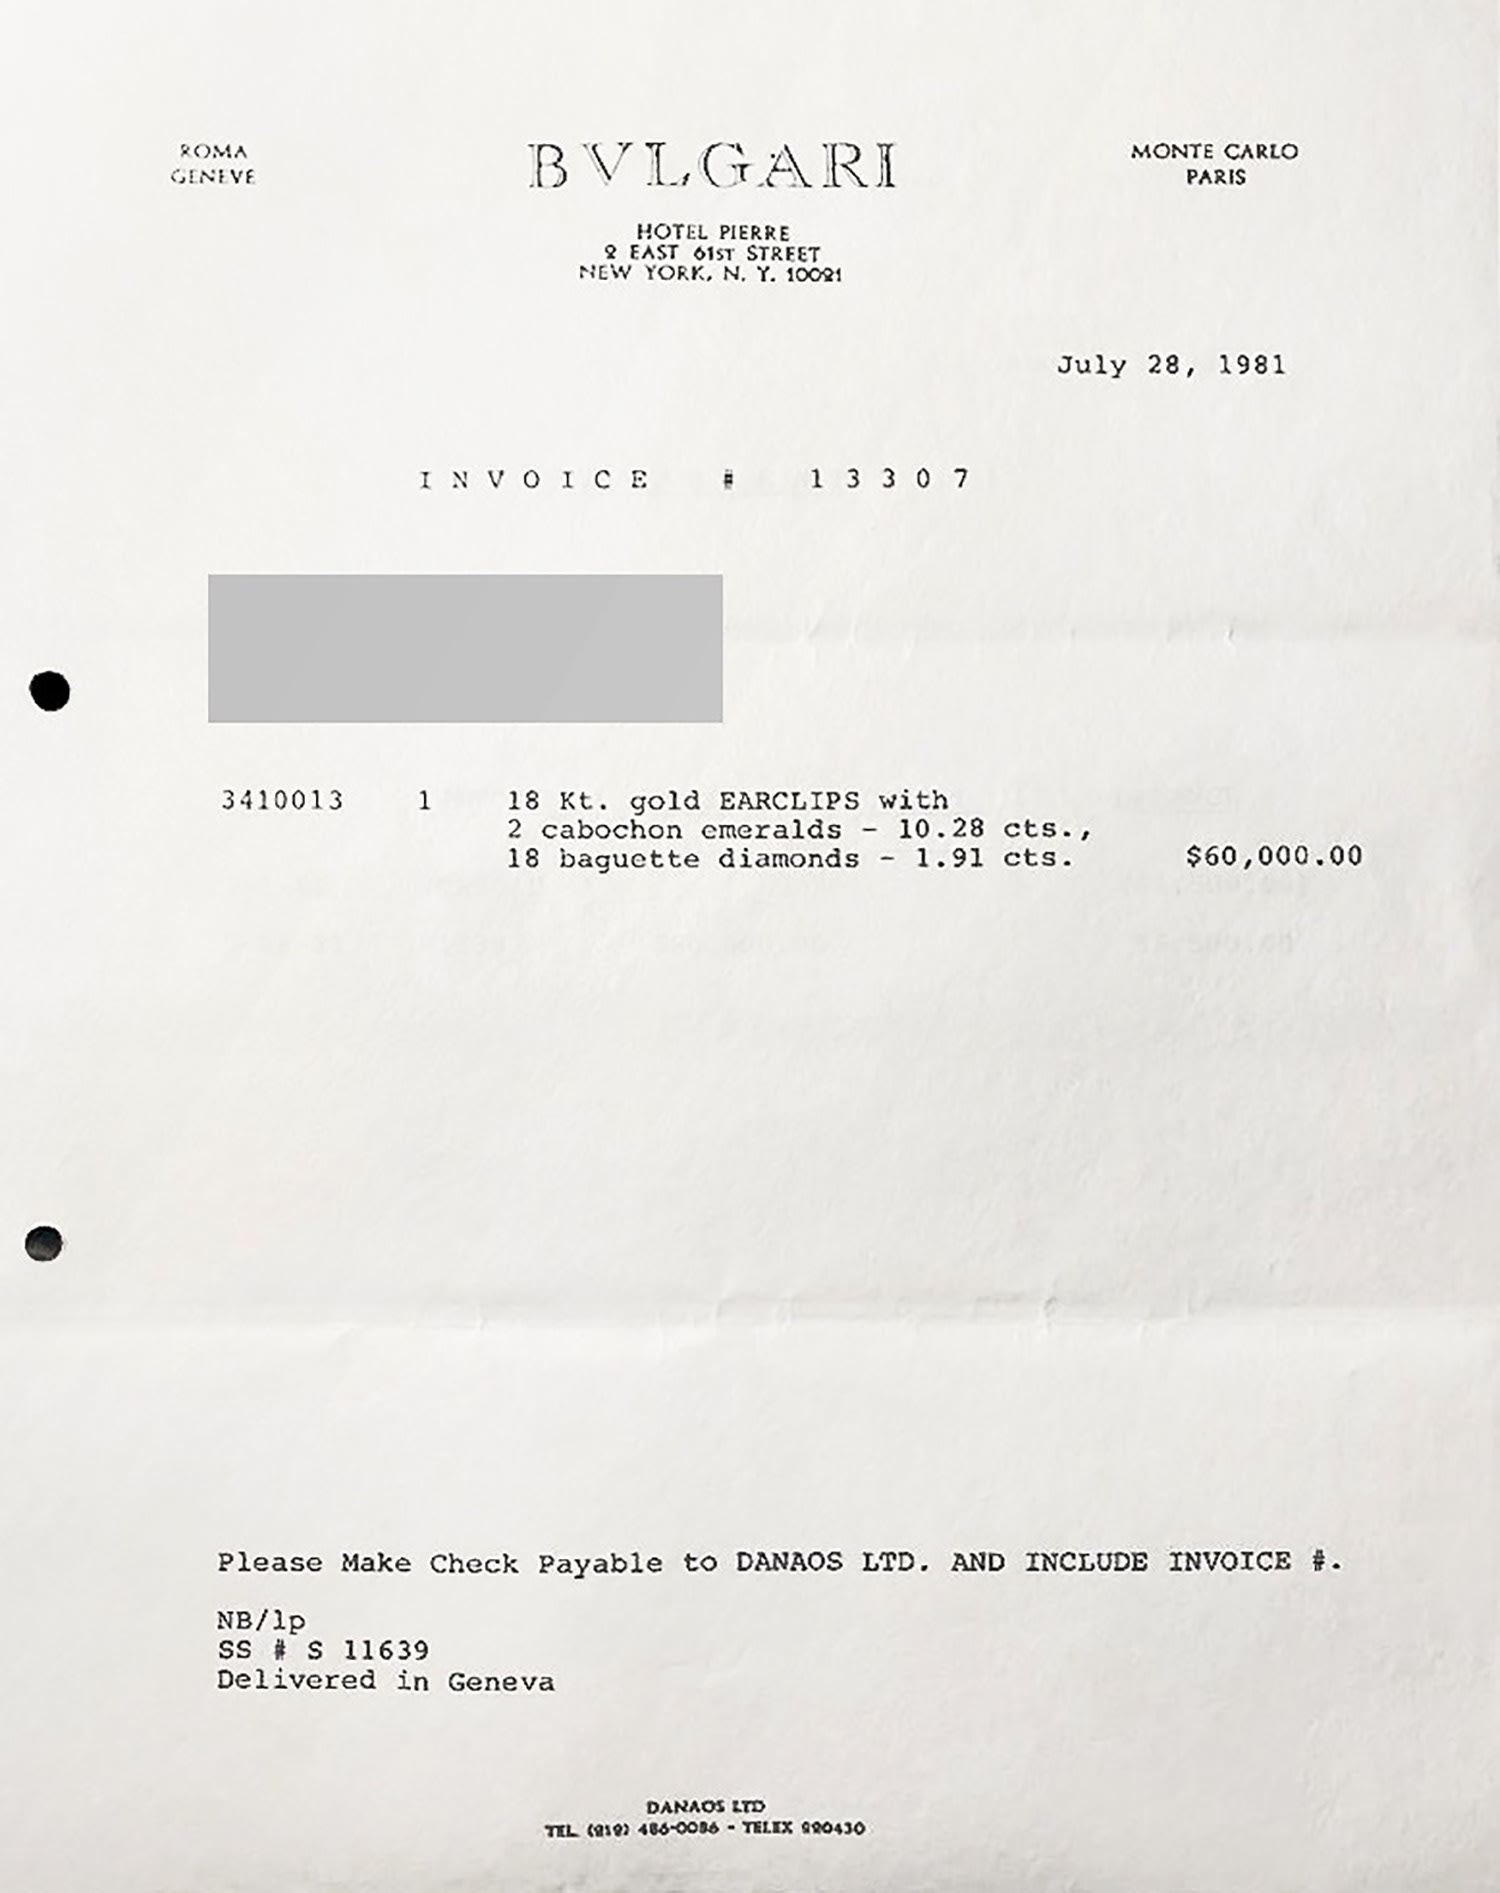 ROMA
GENEVE
BVLGARI
MONTE CARLO
PARIS
HOTEL PIERRE
2 EAST 61ST STREET
NEW YORK, N. Y. 10021
July 28, 1981
INVOICE # 13307
3410013 1 18 Kt. gold EARCLIPS with
2 cabochon emeralds - 10.28 cts.,
18 baguette diamonds - 1.91 cts. $60,000.00
Please Make Check Payable to DANAOS LTD. AND INCLUDE INVOICE #.
NB/lp
SS # S 11639
Delivered in Geneva
DANAOS LTD
TEL. (212) 486-0086 - TELEX 220430